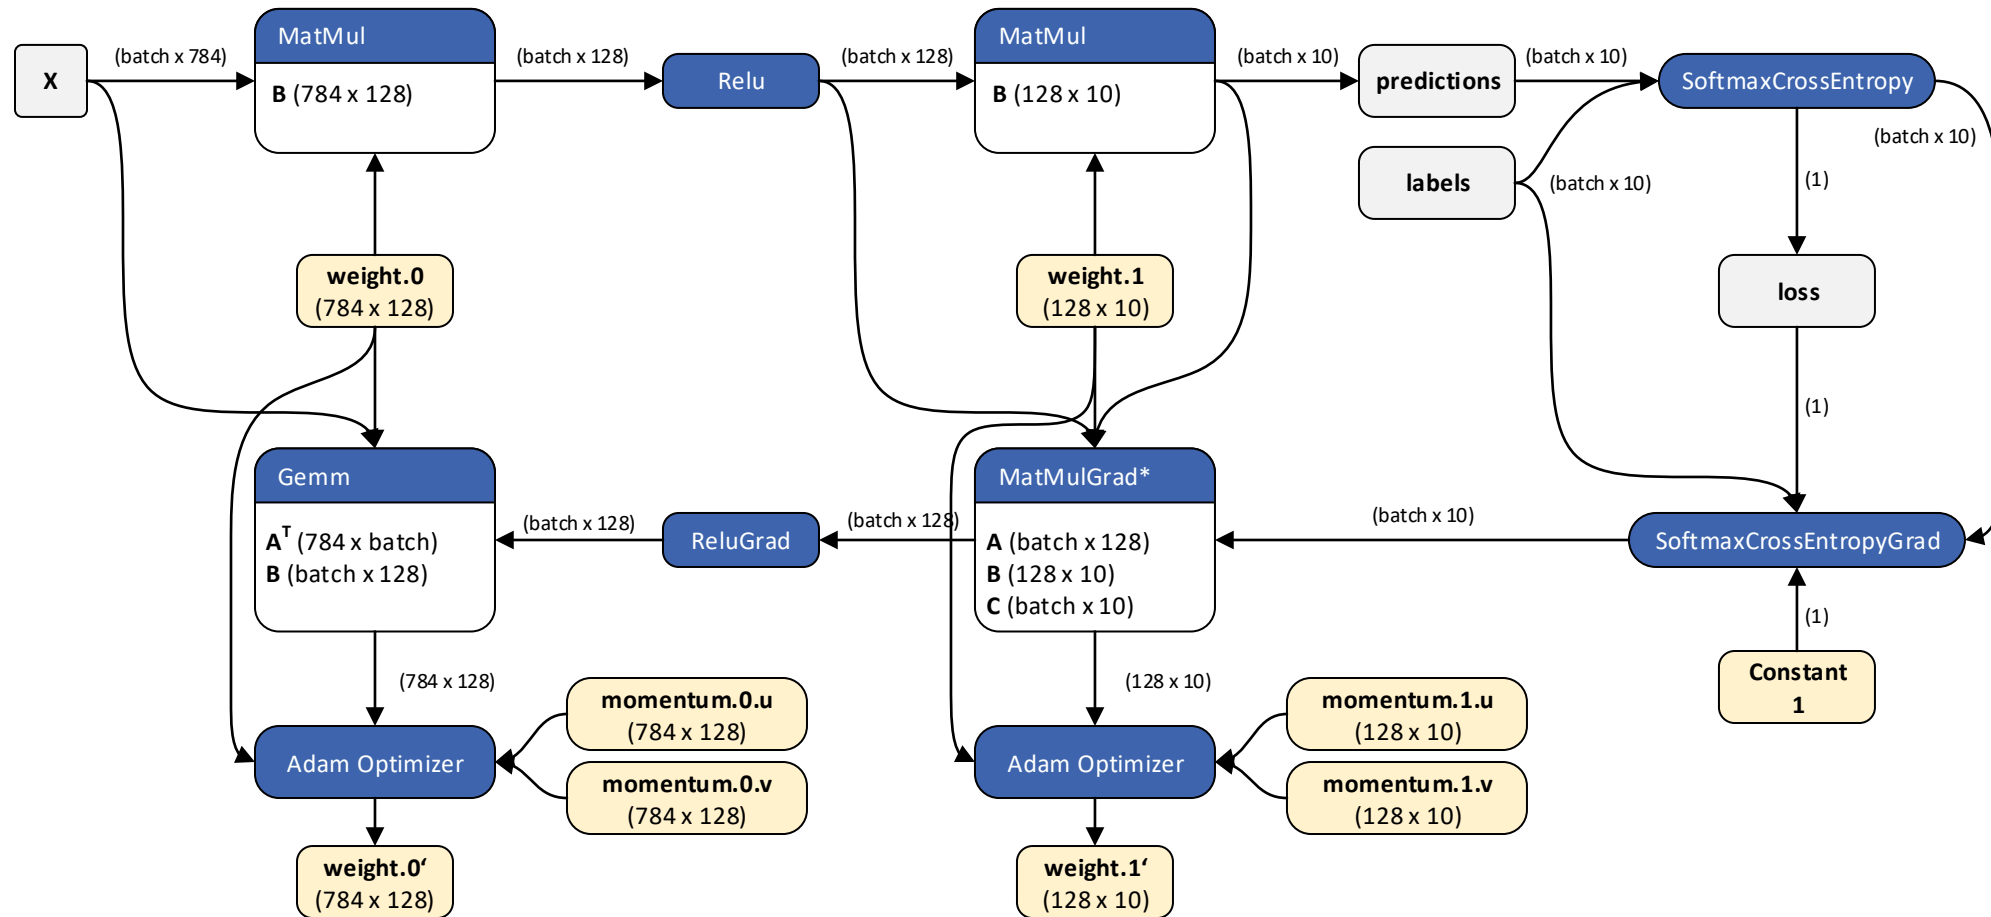 X
(batch x 784)
MatMul
B (784 x 128)
(batch x 128)
Relu
(batch x 128)
MatMul
B (128 x 10)
(batch x 10)
predictions
(batch x 10)
SoftmaxCrossEntropy
(batch x 10)
labels
(batch x 10)
(1)
weight.0
(784 x 128)
weight.1
(128 x 10)
loss
(1)
Gemm
A^T (784 x batch)
B (batch x 128)
(batch x 128)
ReluGrad
(batch x 128)
MatMulGrad*
A (batch x 128)
B (128 x 10)
C (batch x 10)
(batch x 10)
SoftmaxCrossEntropyGrad
(1)
Constant
1
(784 x 128)
momentum.0.u
(784 x 128)
(128 x 10)
momentum.1.u
(128 x 10)
Adam Optimizer
momentum.0.v
(784 x 128)
Adam Optimizer
momentum.1.v
(128 x 10)
weight.0‘
(784 x 128)
weight.1‘
(128 x 10)